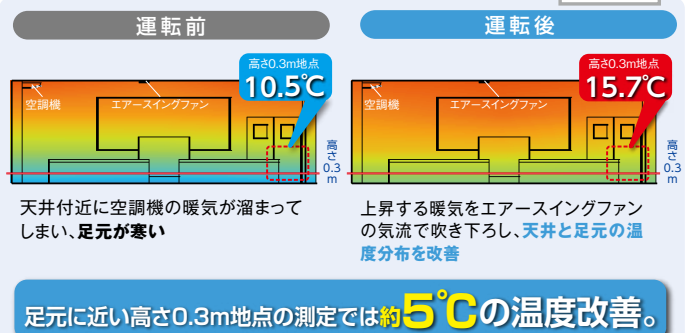 運転前
運転後
高さ0.3m地点
10.5℃
空調機
エアースイングファン
高さ0.3m
高さ0.3m地点
15.7℃
空調機
エアースイングファン
高さ0.3m
天井付近に空調機の暖気が溜まって
しまい、足元が寒い
上昇する暖気をエアースイングファン
の気流で吹き下ろし、天井と足元の温
度分布を改善
足元に近い高さ0.3m地点の測定では約5℃の温度改善。